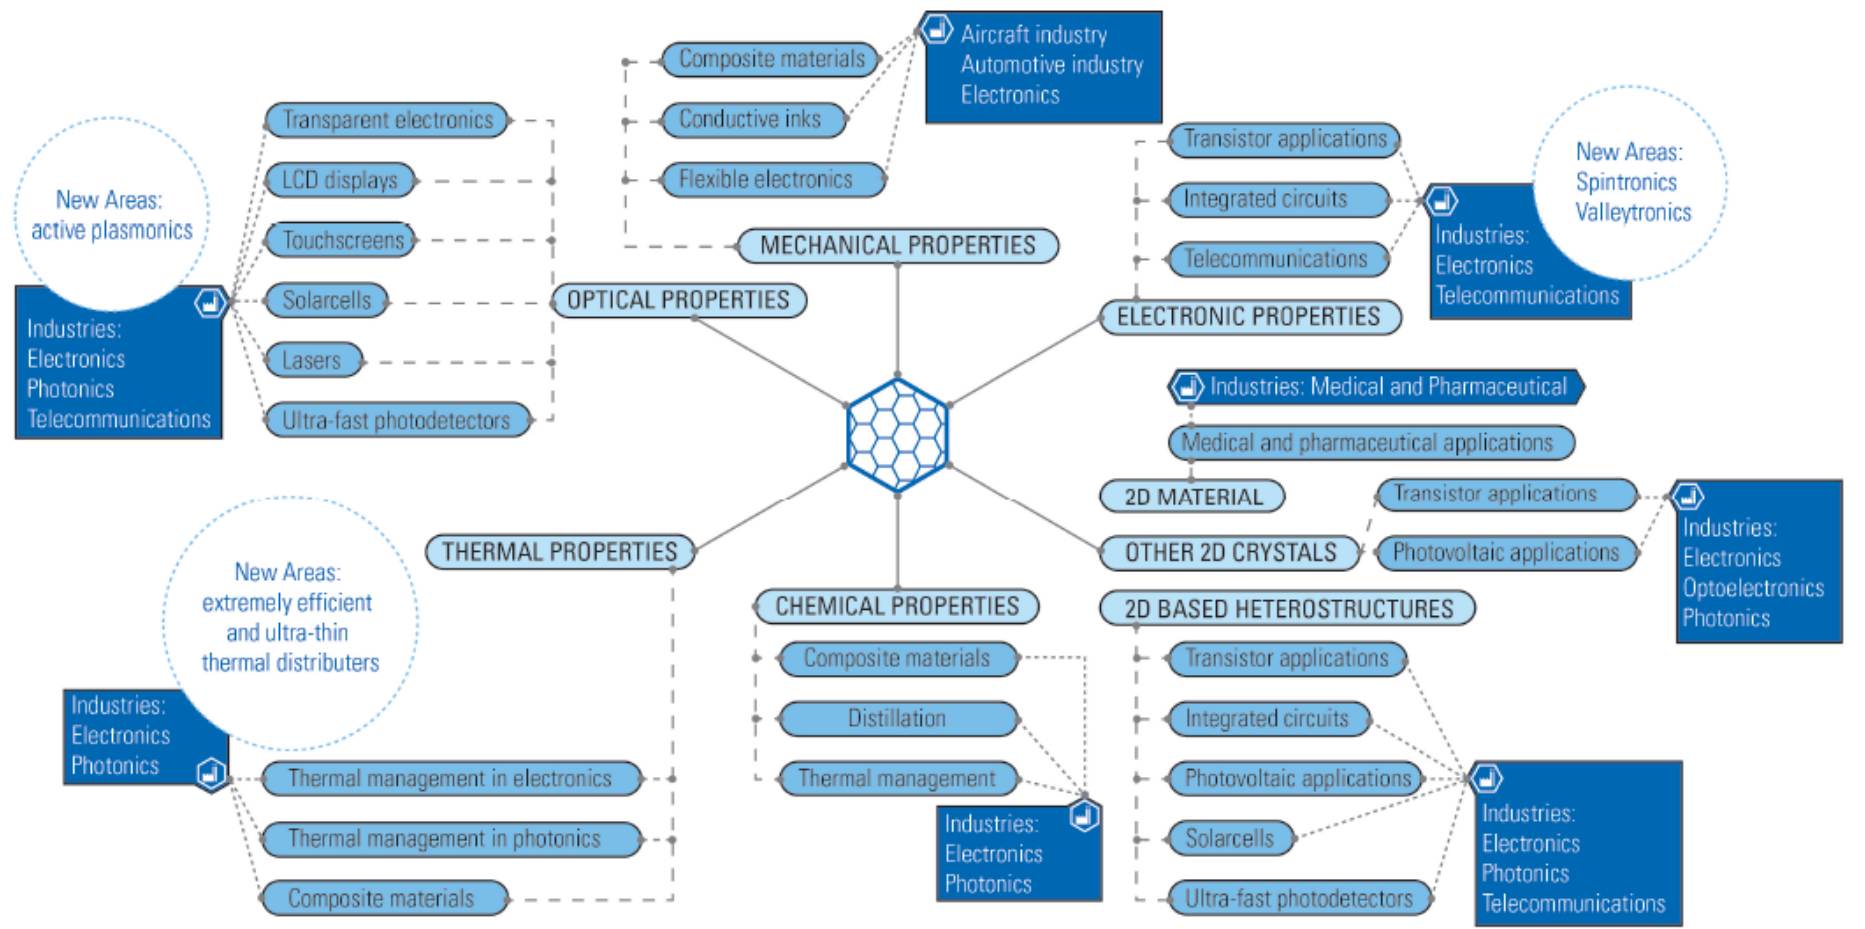 Composite materials
Conductive inks
Flexible electronics
MECHANICAL PROPERTIES
Aircraft industry
Automotive industry
Electronics
Transparent electronics
LCD displays
Touchscreens
Solarcells
Lasers
Ultra-fast photodetectors
OPTICAL PROPERTIES
New Areas:
active plasmonics
Industries:
Electronics
Photonics
Telecommunications
Transistor applications
Integrated circuits
Telecommunications
ELECTRONIC PROPERTIES
New Areas:
Spintronics
Valleytronics
Industries:
Electronics
Telecommunications
Industries: Medical and Pharmaceutical
Medical and pharmaceutical applications
2D MATERIAL
OTHER 2D CRYSTALS
Transistor applications
Photovoltaic applications
Industries:
Electronics
Optoelectronics
Photonics
THERMAL PROPERTIES
New Areas:
extremely efficient
and ultra-thin
thermal distributers
Industries:
Electronics
Photonics
Thermal management in electronics
Thermal management in photonics
Composite materials
CHEMICAL PROPERTIES
Composite materials
Distillation
Thermal management
Industries:
Electronics
Photonics
2D BASED HETEROSTRUCTURES
Transistor applications
Integrated circuits
Photovoltaic applications
Solarcells
Ultra-fast photodetectors
Industries:
Electronics
Photonics
Telecommunications